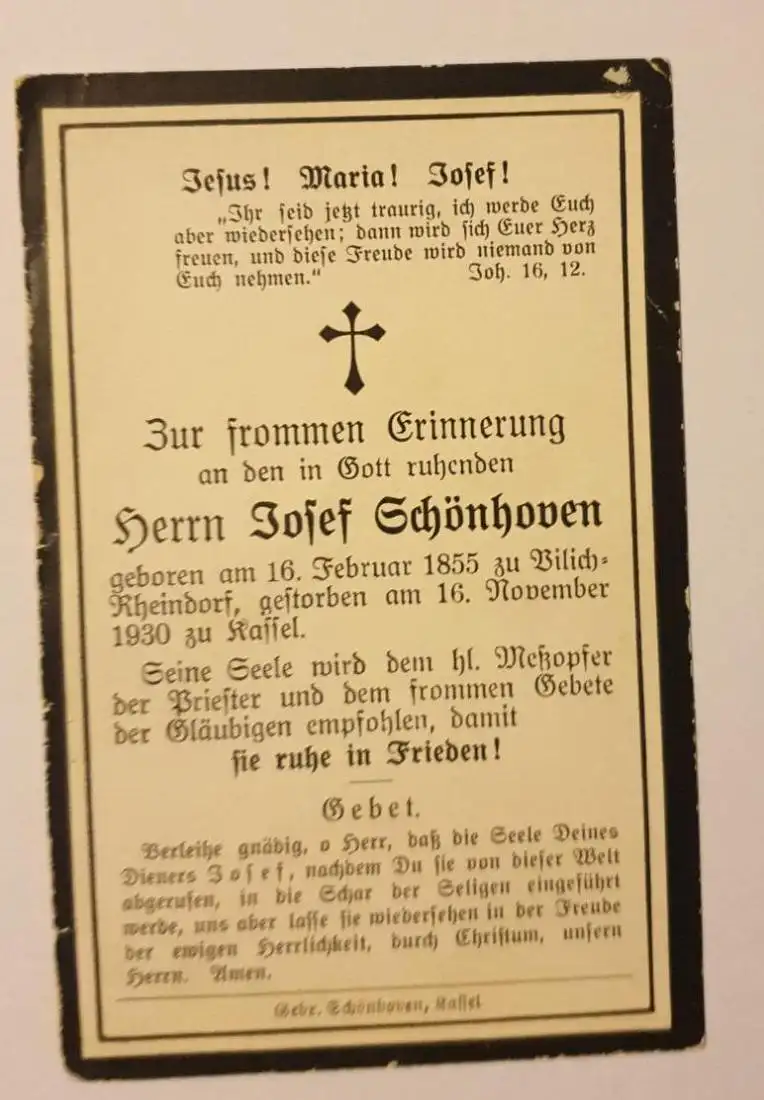 Jesus! Maria! Josef!
„Ihr seid jetzt traurig, ich werde Euch
aber wiedersehen; dann wird sich Euer Herz
freuen, und diese Freude wird niemand von
Euch nehmen.“ Joh. 16, 12.
Zur frommen Erinnerung
an den in Gott ruhenden
Herrn Josef Schönhoven
geboren am 16. Februar 1855 zu Vilich-
Rheindorf, gestorben am 16. November
1930 zu Kassel.
Seine Seele wird dem hl. Meßopfer
der Priester und dem frommen Gebete
der Gläubigen empfohlen, damit
sie ruhe in Frieden!
Gebet.
Verleihe gnädig, o Herr, daß die Seele Deines
Dieners Josef, nachdem Du sie von dieser Welt
abgerufen, in die Schar der Seligen eingeführt
werde, uns aber lasse sie wiedersehen in der Freude
der ewigen Herrlichkeit, durch Christum, unsern
Herrn. Amen.
Gebr. Schönhoven, Kassel